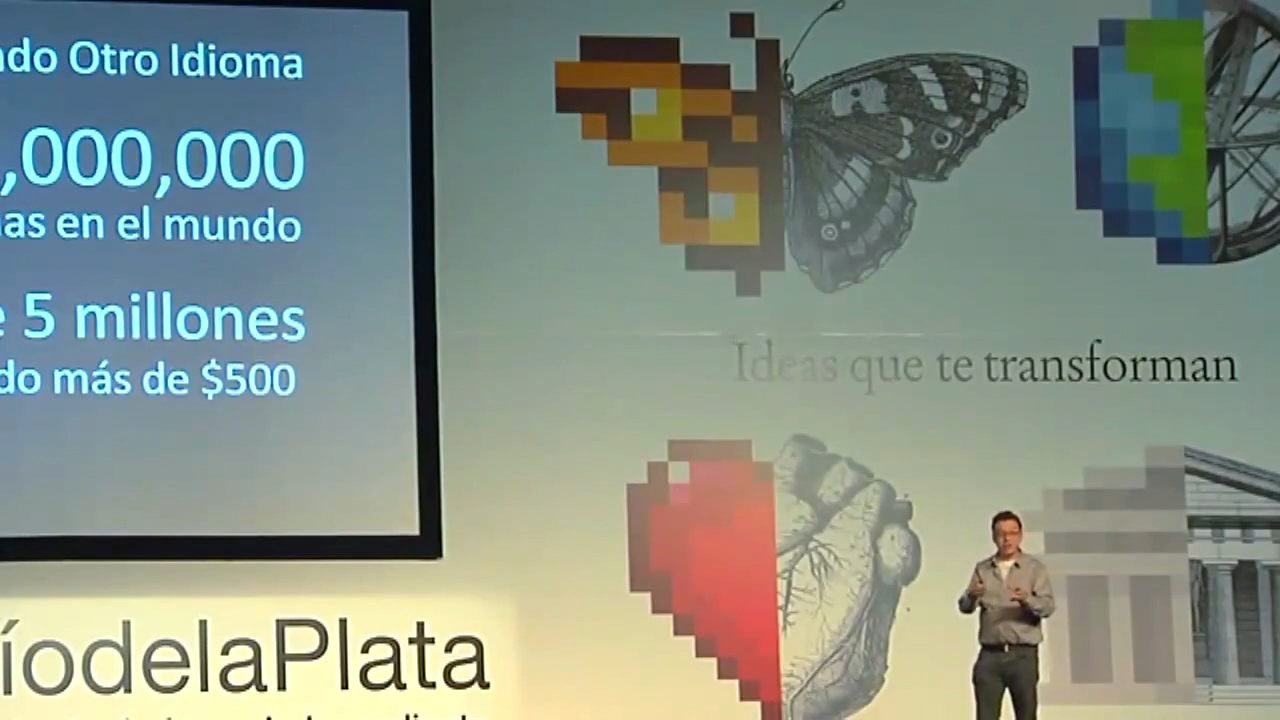 ndo Otro Idioma
,000,000
as en el mundo
e 5 millones
do más de $500
Ideas que te transforman
íodelaPlata